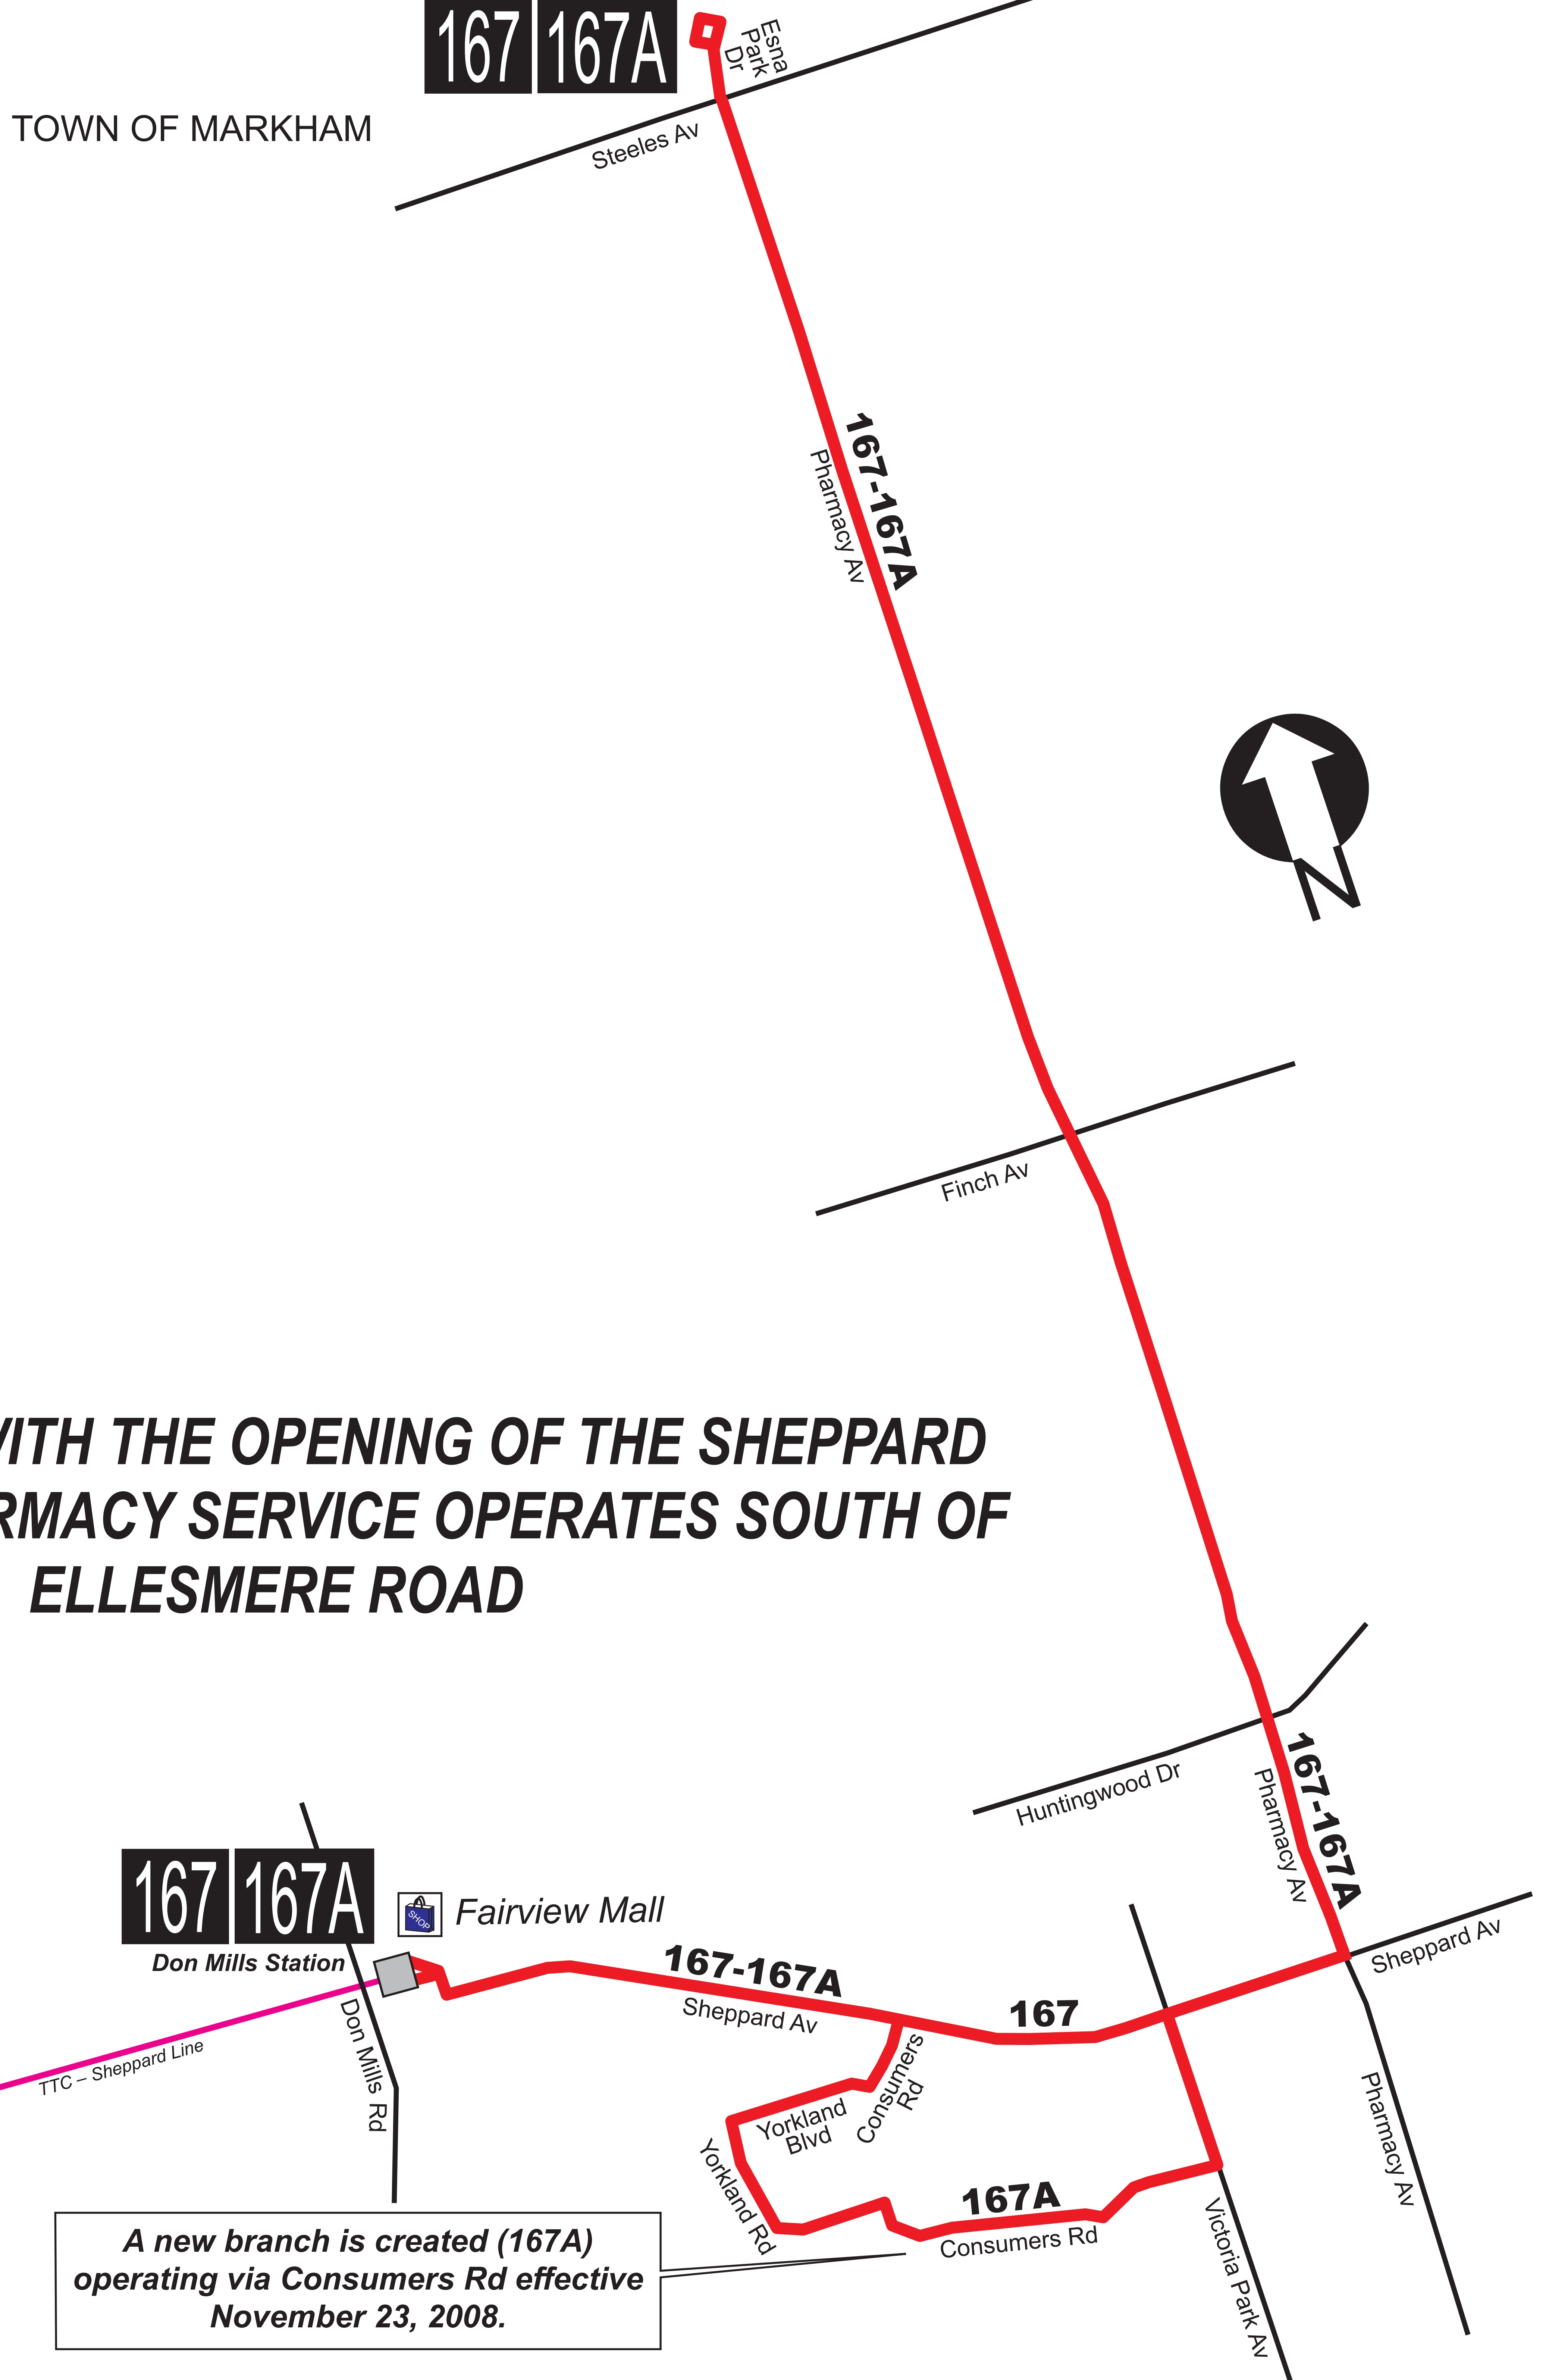 167 167A
Esna
Park
Dr
TOWN OF MARKHAM
Steeles Av
167-167A
Pharmacy Av
N
Finch Av
WITH THE OPENING OF THE SHEPPARD
SERVICE OPERATES SOUTH OF
ELLESMERE ROAD
Huntingwood Dr
167-167A
Pharmacy Av
167 167A
SHOP
Fairview Mall
Don Mills Station
167-167A
Sheppard Av
167
Sheppard Av
Don Mills Rd
TTC – Sheppard Line
Consumers
Rd
Yorkland
Blvd
Yorkland Rd
167A
Consumers Rd
Pharmacy Av
Victoria Park Av
A new branch is created (167A)
operating via Consumers Rd effective
November 23, 2008.